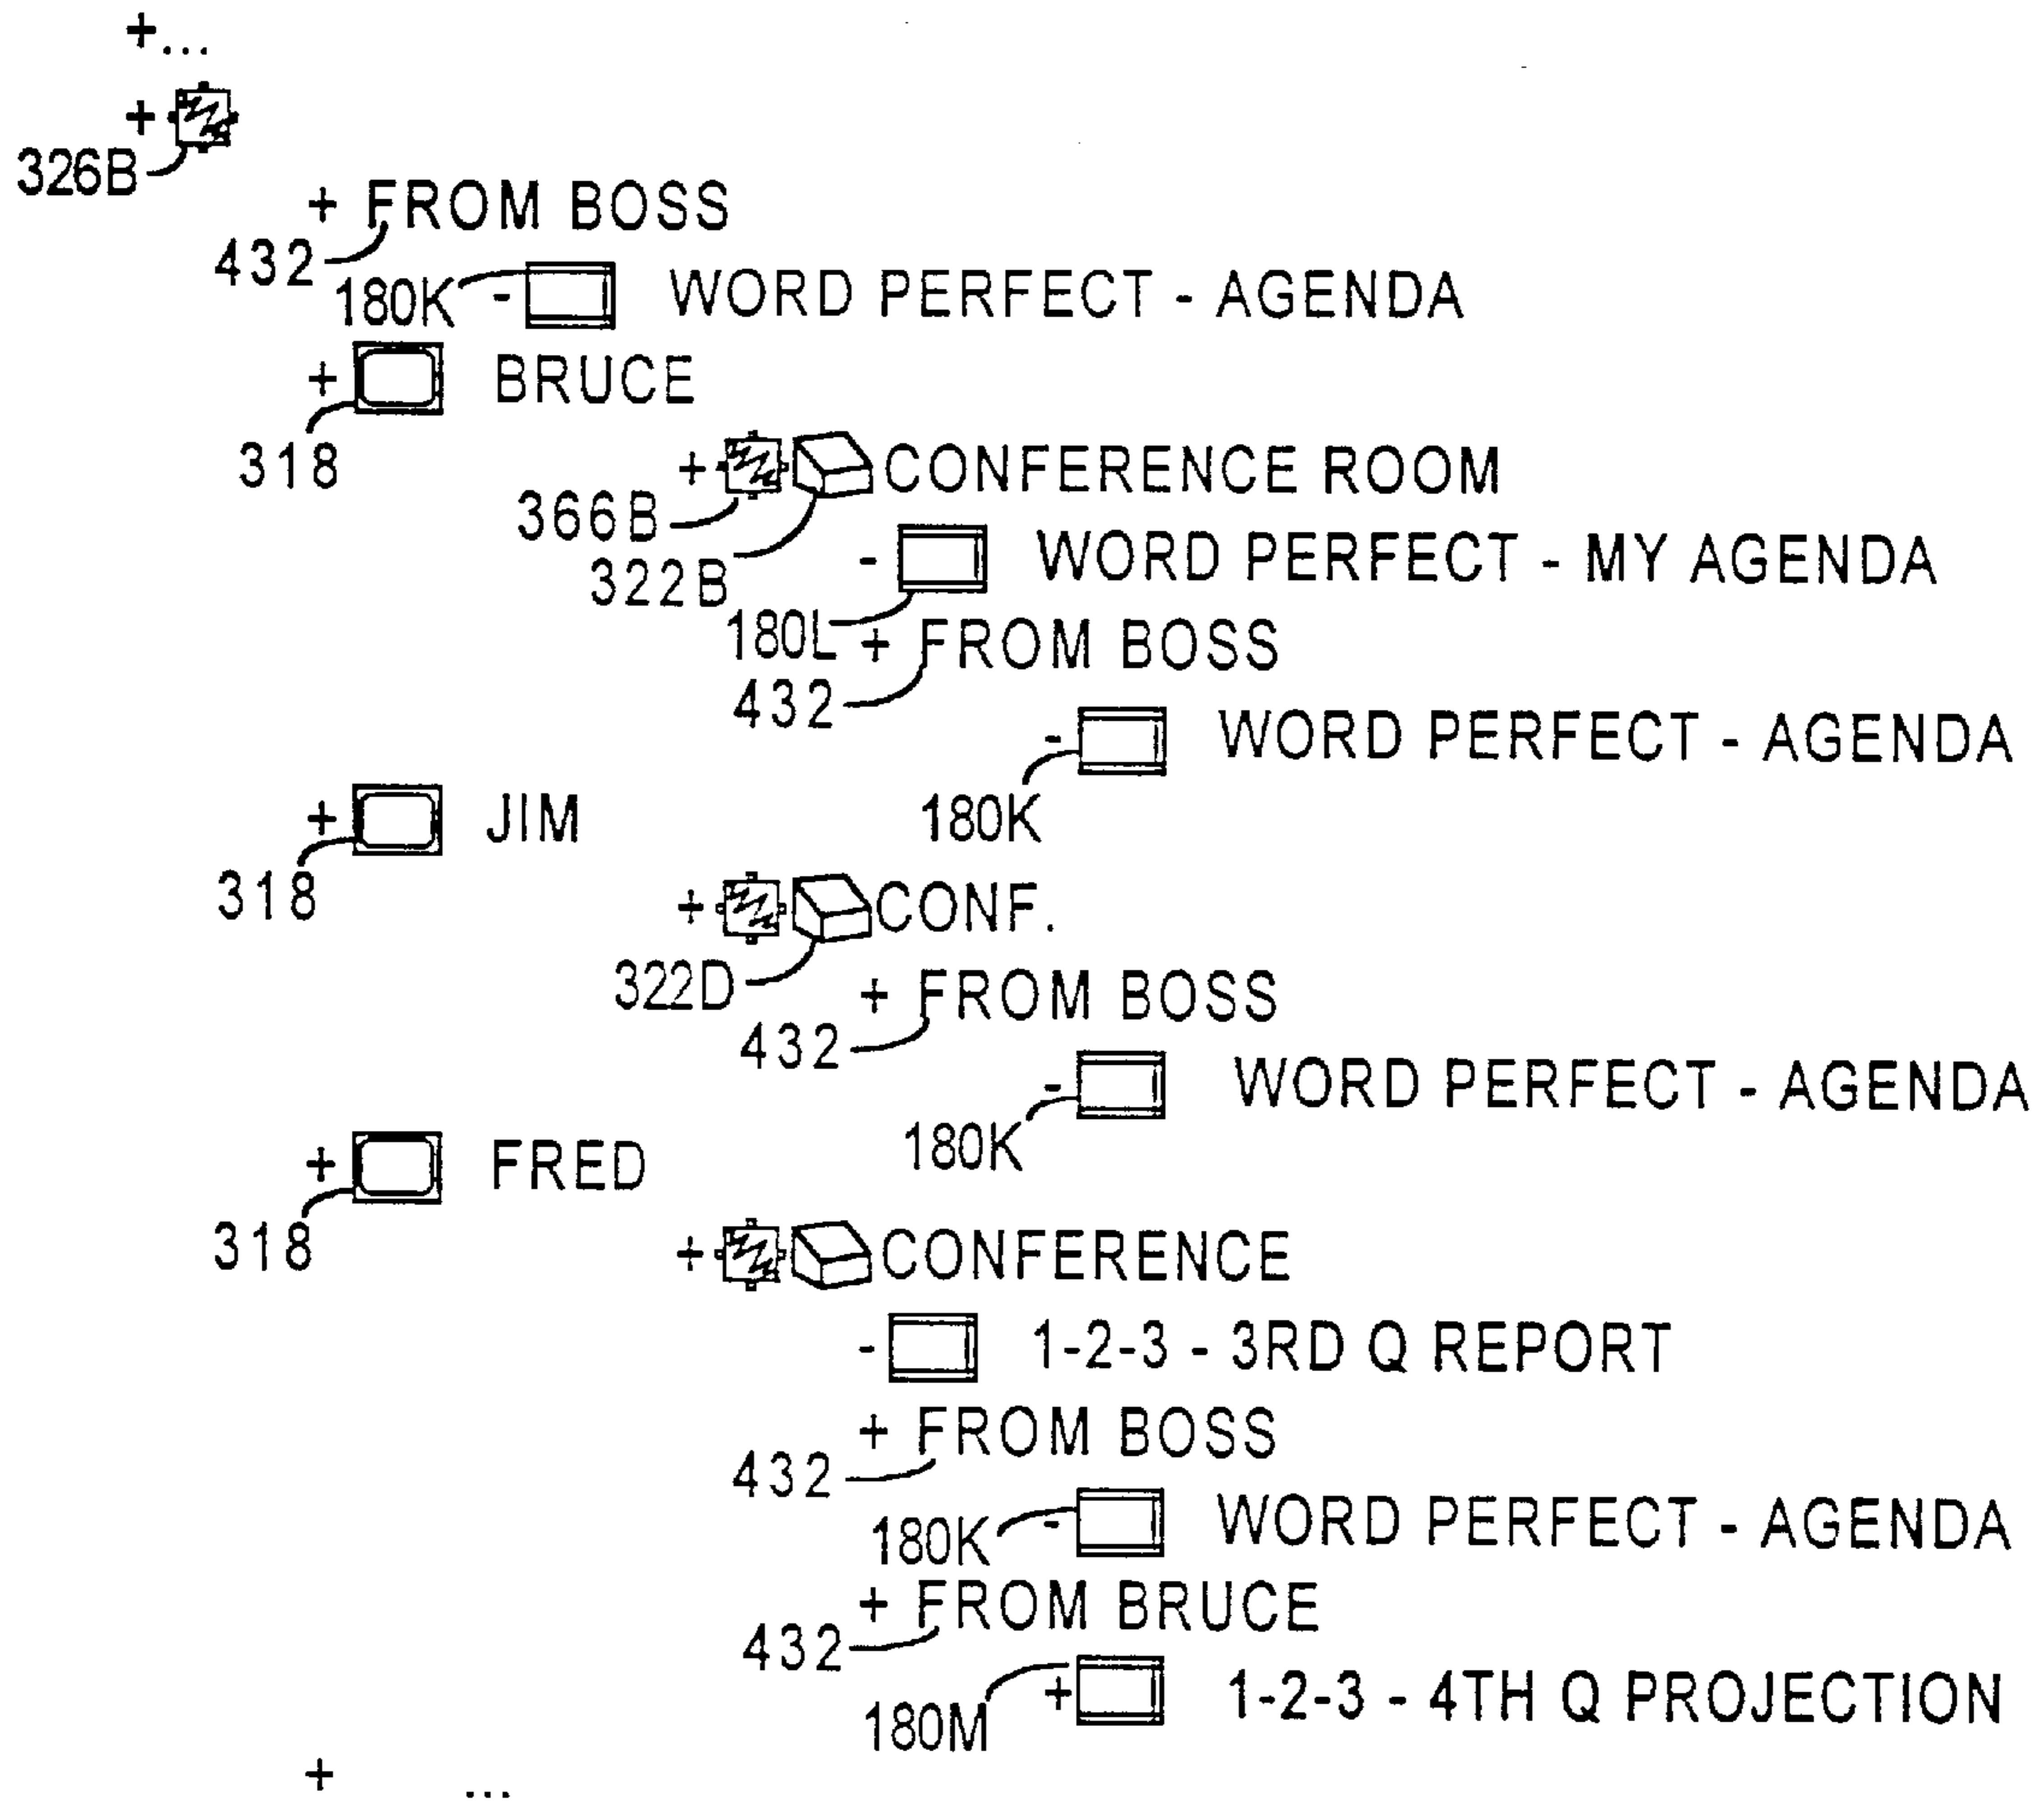 +...
+
326B
+ FROM BOSS
432
180K - WORD PERFECT - AGENDA
+ BRUCE
318
+ CONFERENCE ROOM
366B
322B
- WORD PERFECT - MY AGENDA
180L
+ FROM BOSS
432
- WORD PERFECT - AGENDA
180K
+ JIM
318
+ CONF.
322D
+ FROM BOSS
432
- WORD PERFECT - AGENDA
180K
+ FRED
318
+ CONFERENCE
- 1-2-3 - 3RD Q REPORT
+ FROM BOSS
432
180K - WORD PERFECT - AGENDA
+ FROM BRUCE
432
180M + 1-2-3 - 4TH Q PROJECTION
+ ...